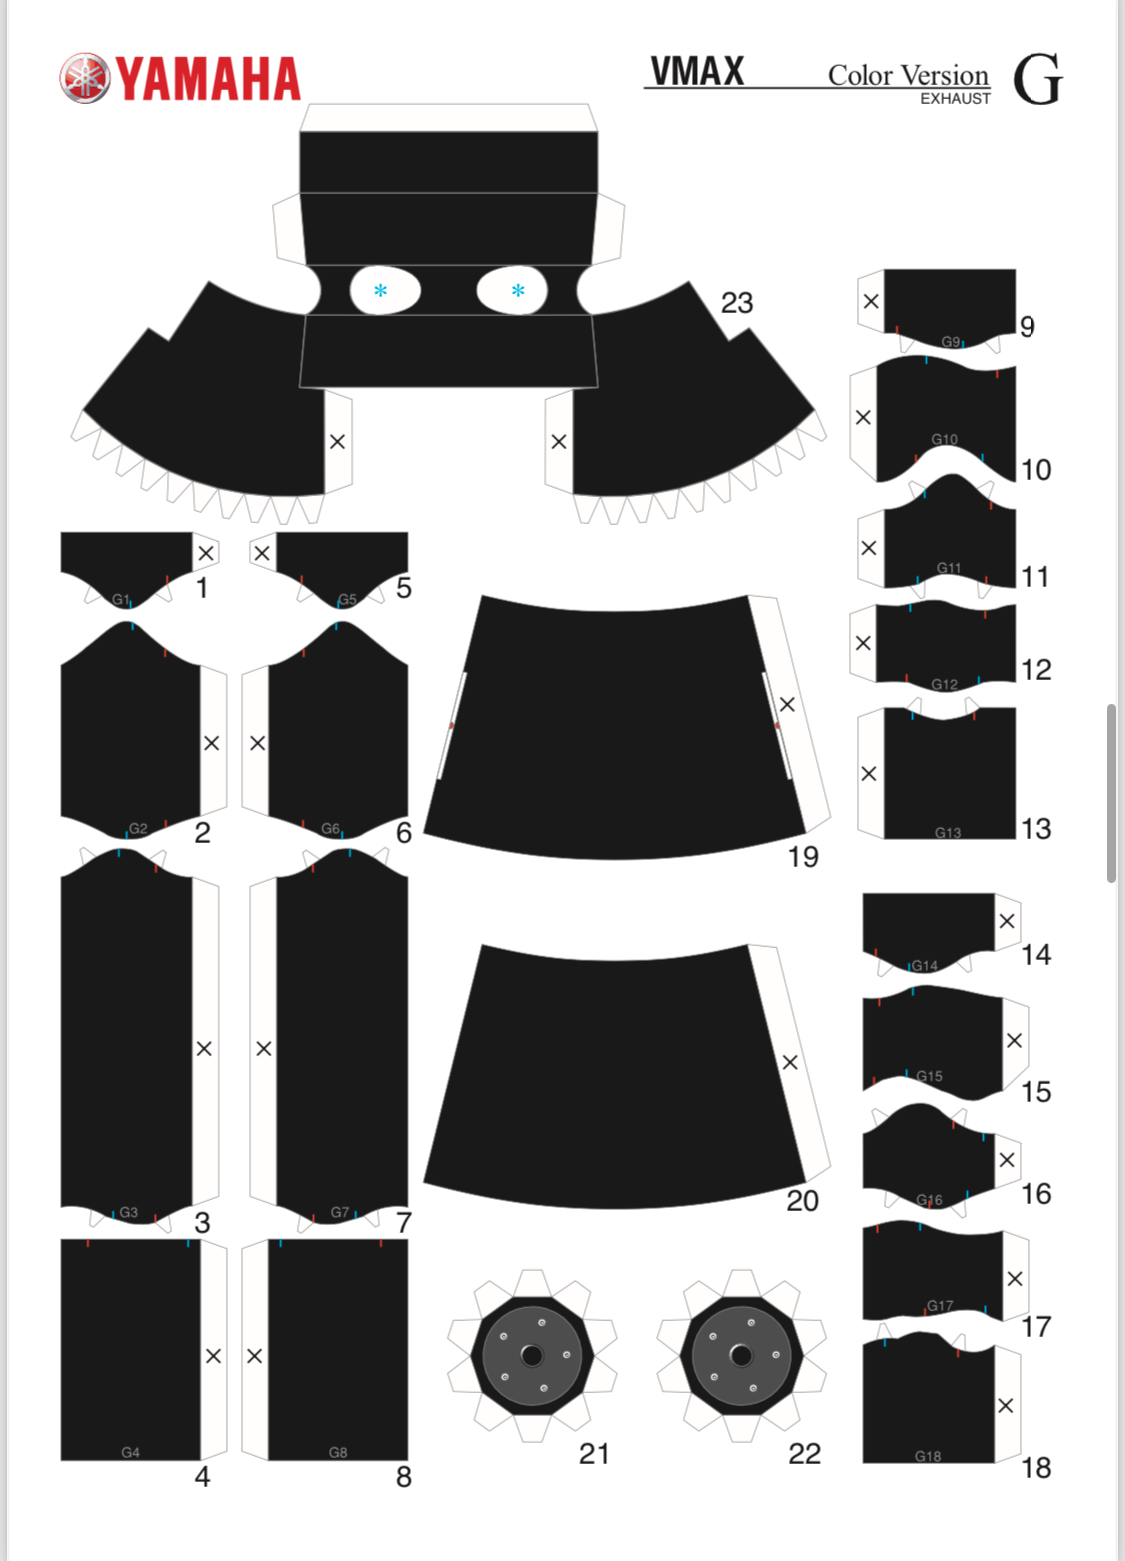 YAMAHA
VMAX Color Version G
EXHAUST
* *
23
×
×
9
G9
×
10
G10
×
11
G11
×
12
G12
×
13
G13
×
1
G1
×
5
G5
×
2
G2
×
6
G6
×
3
G3
×
7
G7
×
4
G4
×
8
G8
×
19
×
20
21
22
×
14
G14
×
15
G15
×
16
G16
×
17
G17
×
18
G18